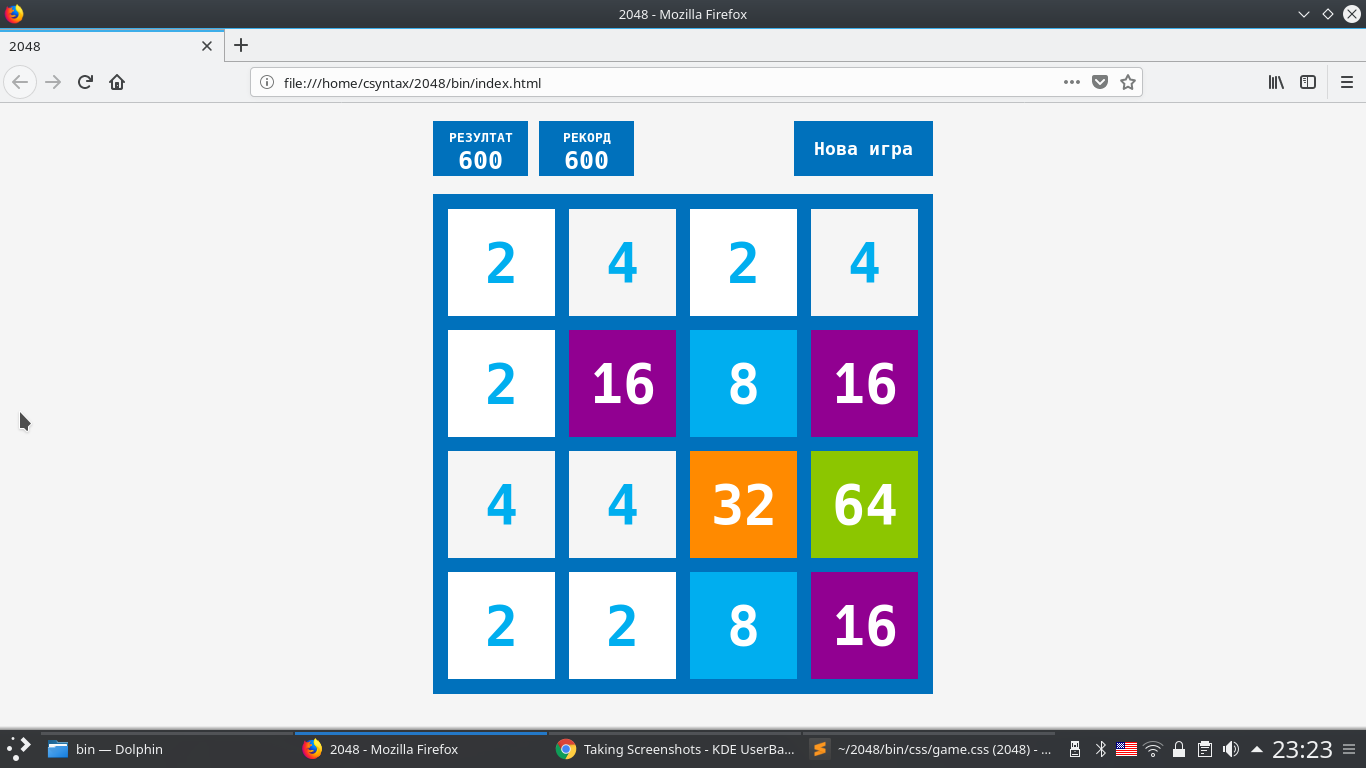 2048 - Mozilla Firefox
2048
file:///home/csyntax/2048/bin/index.html
РЕЗУЛТАТ РЕКОРД
600 600
Нова игра
2 4 2 4
2 16 8 16
4 4 32 64
2 2 8 16
bin — Dolphin 2048 - Mozilla Firefox Taking Screenshots - KDE UserBa... ~/2048/bin/css/game.css (2048) - ... 23:23